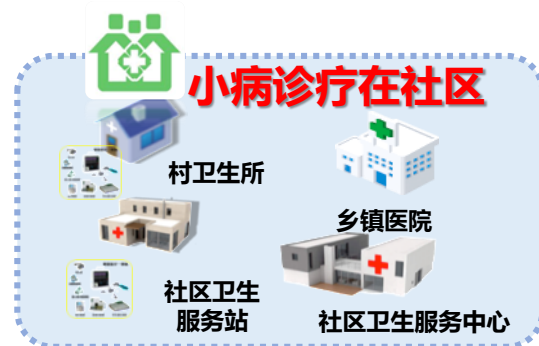 小病诊疗在社区
村卫生所
乡镇医院
社区卫生
服务站
社区卫生服务中心